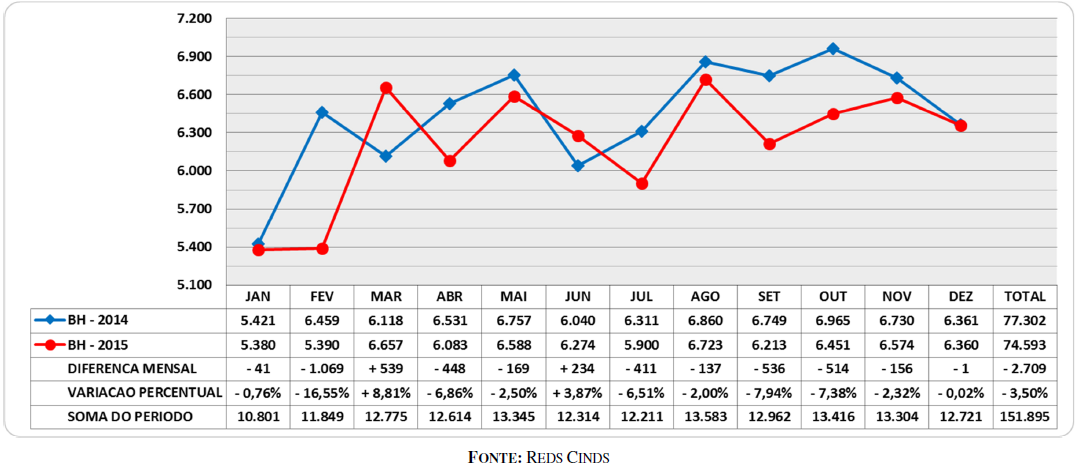 7.200
6.900
6.600
6.300
6.000
5.700
5.400
5.100
JAN FEV MAR ABR MAI JUN JUL AGO SET OUT NOV DEZ TOTAL
BH - 2014 5.421 6.459 6.118 6.531 6.757 6.040 6.311 6.860 6.749 6.965 6.730 6.361 77.302
BH - 2015 5.380 5.390 6.657 6.083 6.588 6.274 5.900 6.723 6.213 6.451 6.574 6.360 74.593
DIFERENCA MENSAL - 41 - 1.069 + 539 - 448 - 169 + 234 - 411 - 137 - 536 - 514 - 156 - 1 - 2.709
VARIACAO PERCENTUAL - 0,76% - 16,55% + 8,81% - 6,86% - 2,50% + 3,87% - 6,51% - 2,00% - 7,94% - 7,38% - 2,32% - 0,02% - 3,50%
SOMA DO PERIODO 10.801 11.849 12.775 12.614 13.345 12.314 12.211 13.583 12.962 13.416 13.304 12.721 151.895
FONTE: REDS CINDS